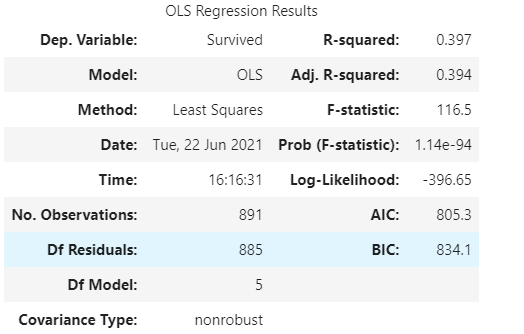 OLS Regression Results
Dep. Variable: Survived R-squared: 0.397
Model: OLS Adj. R-squared: 0.394
Method: Least Squares F-statistic: 116.5
Date: Tue, 22 Jun 2021 Prob (F-statistic): 1.14e-94
Time: 16:16:31 Log-Likelihood: -396.65
No. Observations: 891 AIC: 805.3
Df Residuals: 885 BIC: 834.1
Df Model: 5
Covariance Type: nonrobust